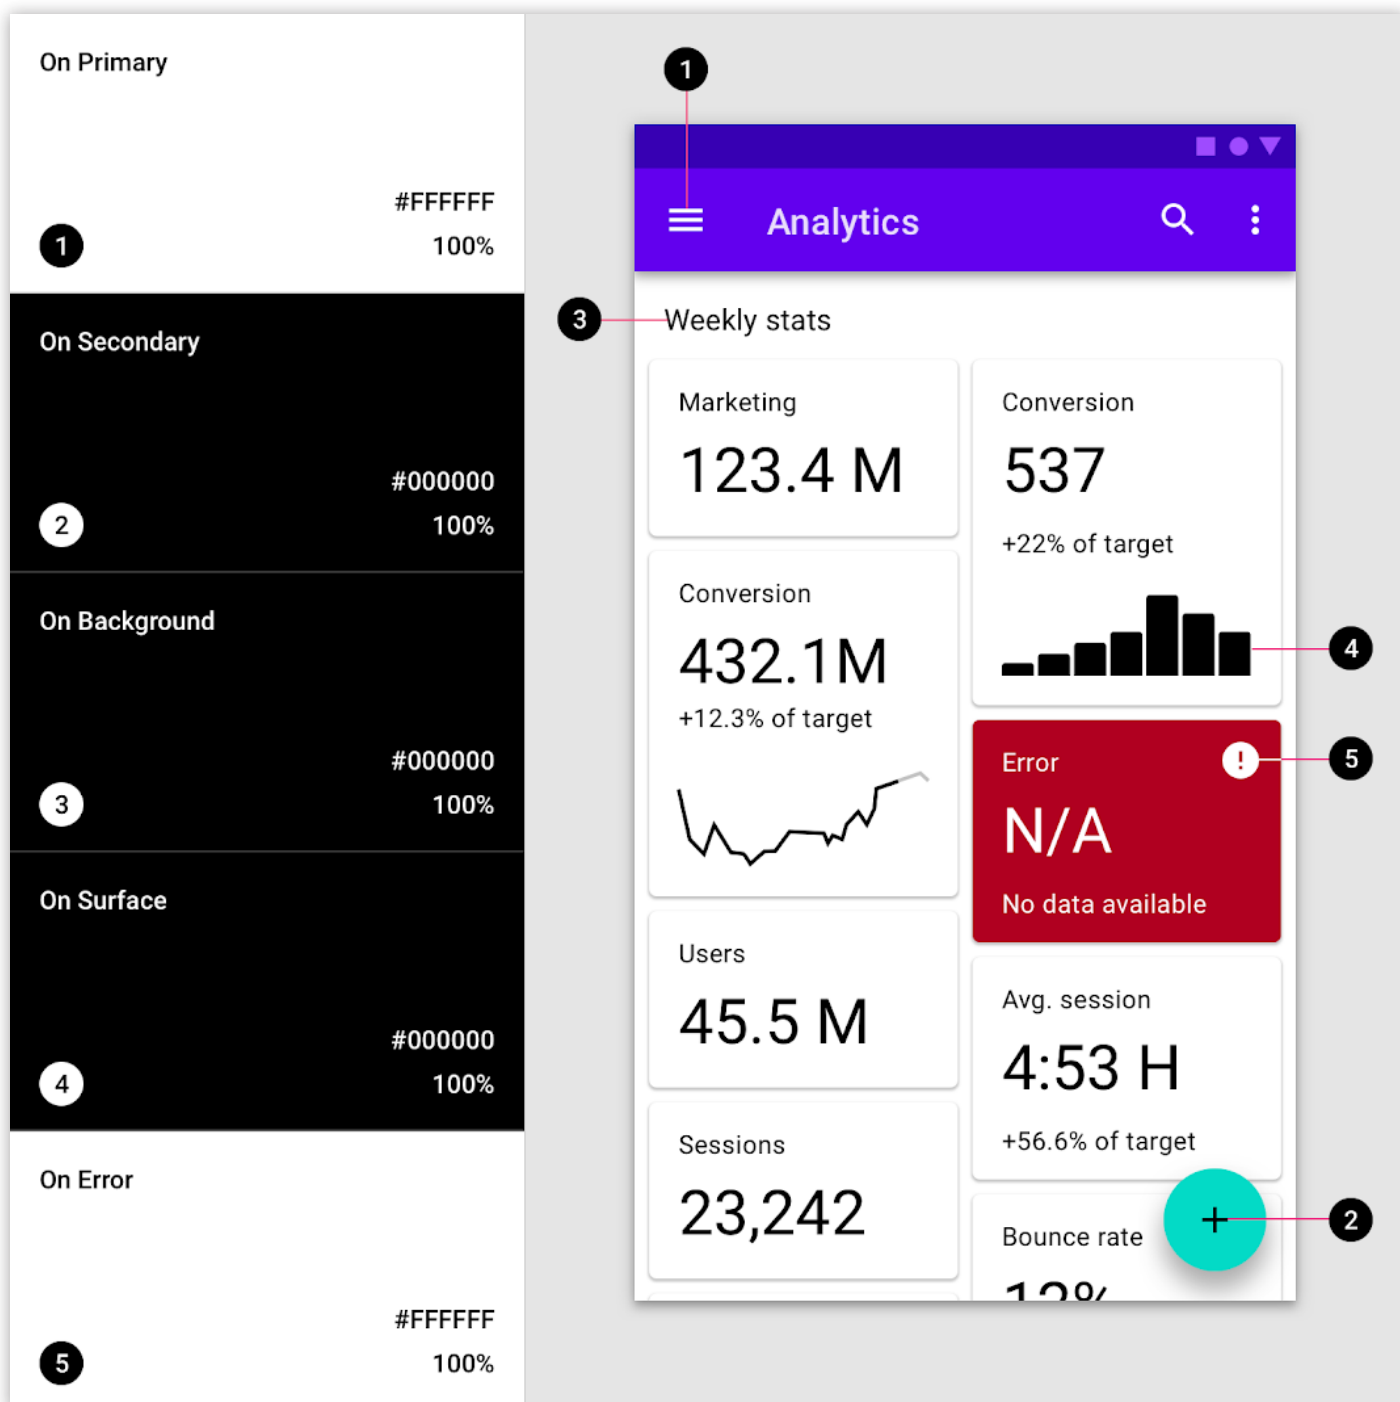 On Primary
#FFFFFF
1
100%
On Secondary
#000000
2
100%
On Background
#000000
3
100%
On Surface
#000000
4
100%
On Error
#FFFFFF
5
100%
1
Analytics
3
Weekly stats
Marketing
123.4 M
Conversion
432.1M
+12.3% of target
Users
45.5 M
Sessions
23,242
Conversion
537
+22% of target
4
Error
!
5
N/A
No data available
Avg. session
4:53 H
+56.6% of target
+
2
Bounce rate